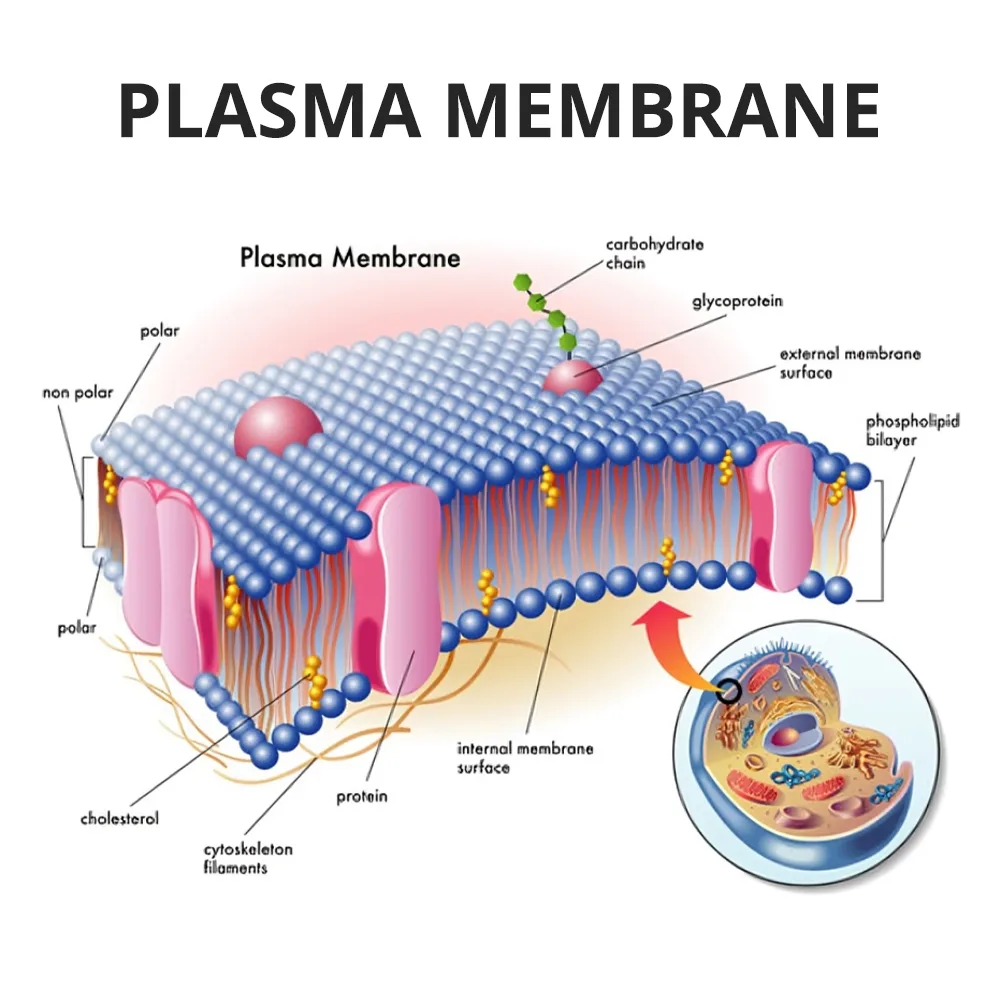 PLASMA MEMBRANE
Plasma Membrane
carbohydrate
chain
glycoprotein
polar
external membrane
surface
non polar
phospholipid
bilayer
polar
internal membrane
surface
protein
cholesterol
cytoskeleton
filaments